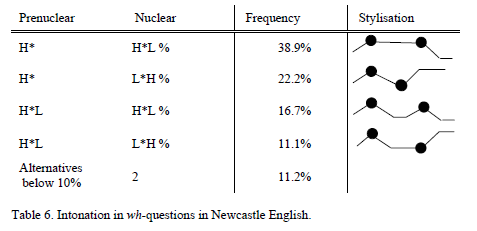 Prenuclear Nuclear Frequency Stylisation
H* H*L % 38.9%
H* L*H % 22.2%
H*L H*L % 16.7%
H*L L*H % 11.1%
Alternatives
below 10% 2 11.2%
Table 6. Intonation in wh-questions in Newcastle English.